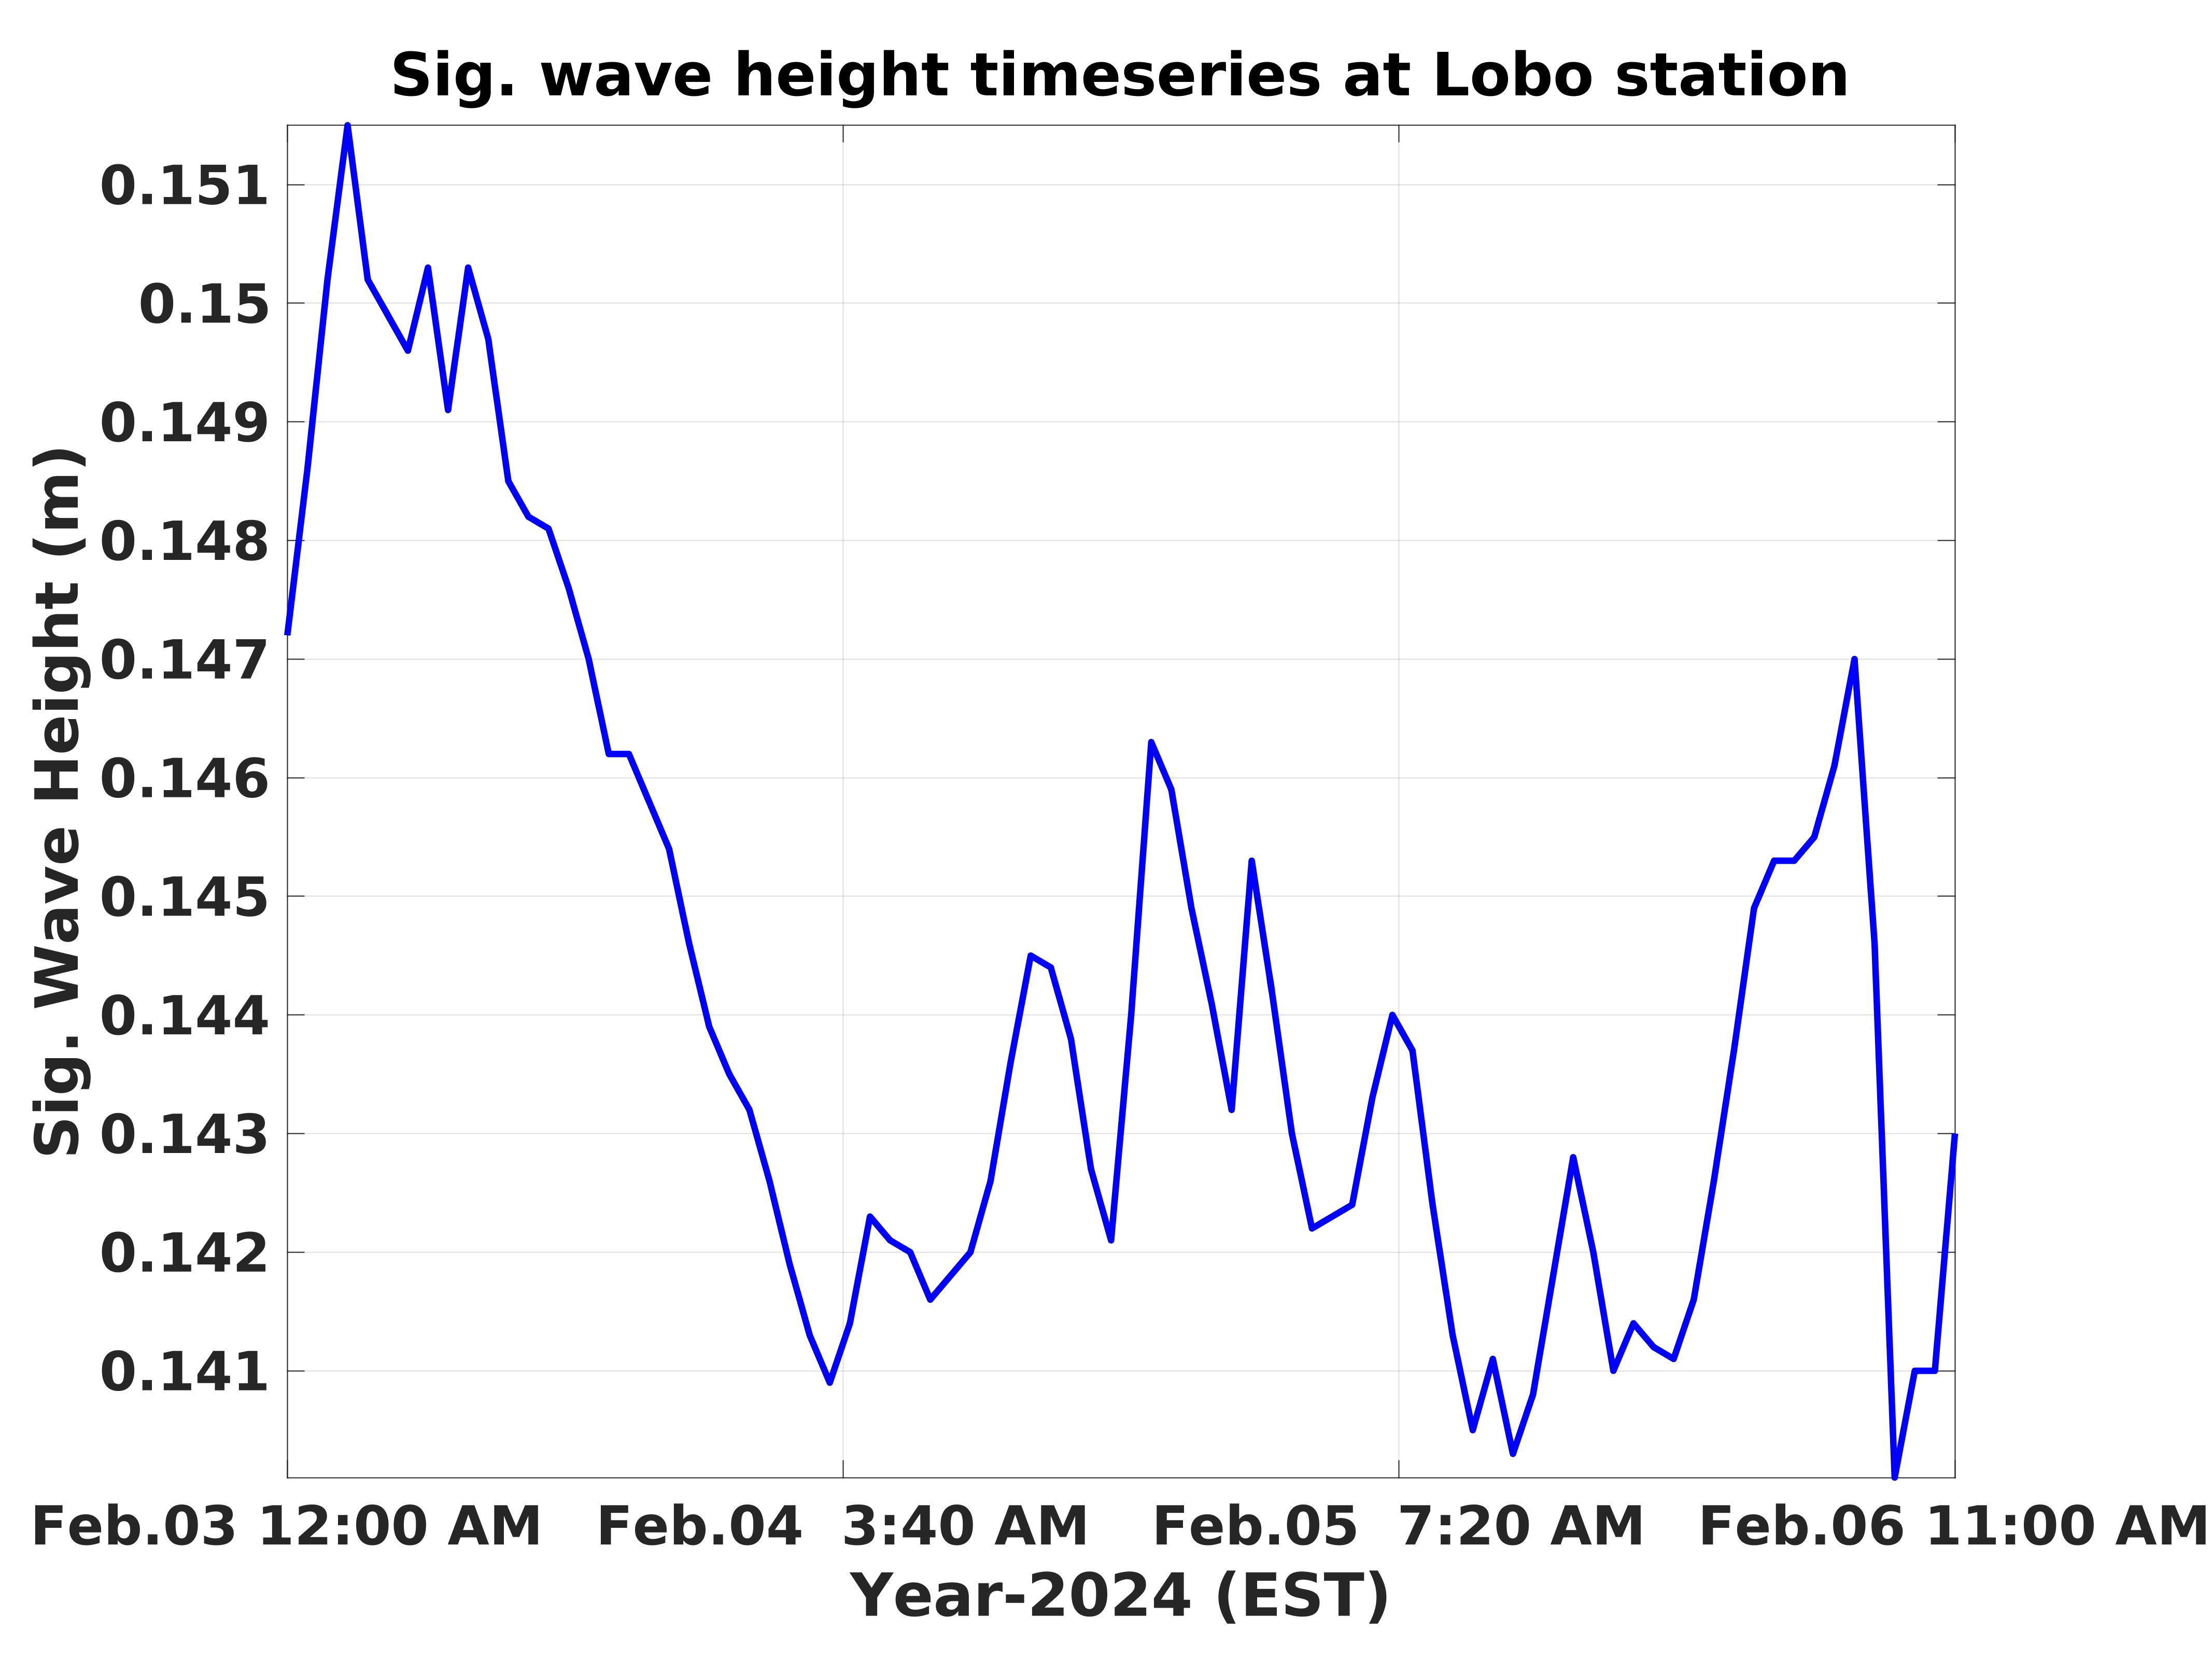 Sig. wave height timeseries at Lobo station
0.151
0.15
0.149
0.148
0.147
0.146
0.145
0.144
0.143
0.142
0.141
Sig. Wave Height (m)
Feb.03 12:00 AM Feb.04 3:40 AM Feb.05 7:20 AM Feb.06 11:00 AM
Year-2024 (EST)